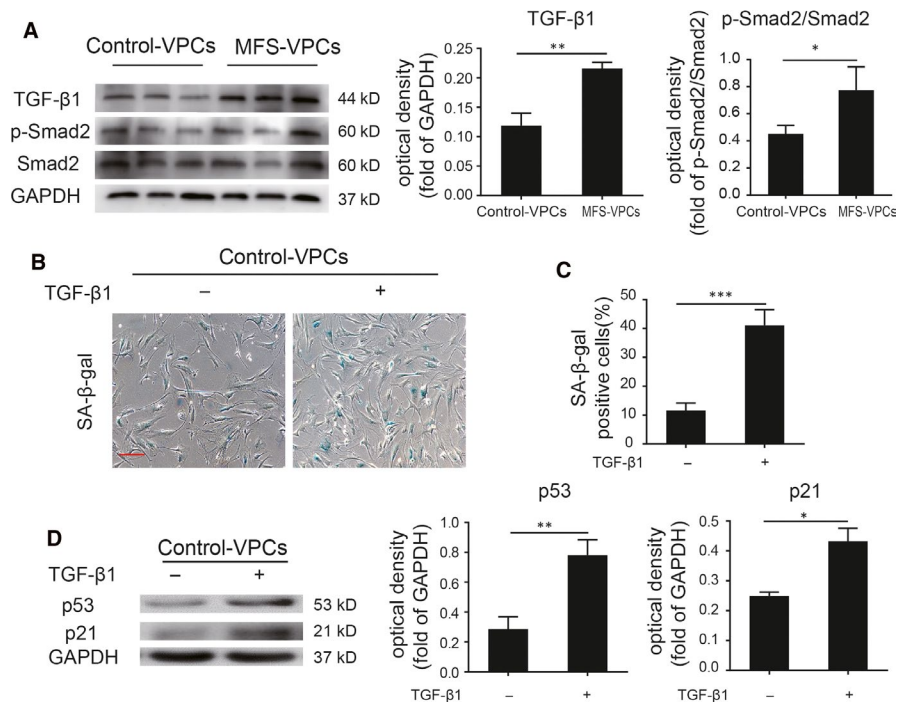 A
Control-VPCs MFS-VPCs
TGF-β1 44 kD
p-Smad2 60 kD
Smad2 60 kD
GAPDH 37 kD
TGF-β1
optical density
(fold of GAPDH)
0.25
0.20
0.15
0.10
0.05
0.00
**
Control-VPCs MFS-VPCs
p-Smad2/Smad2
optical density
(fold of p-Smad2/Smad2)
1.0
0.8
0.6
0.4
0.2
0.0
*
Control-VPCs MFS-VPCs
B
Control-VPCs
TGF-β1 – +
SA-β-gal
C
SA-β-gal
positive cells(%)
50
40
30
20
10
0
***
TGF-β1 – +
D
Control-VPCs
TGF-β1 – +
p53 53 kD
p21 21 kD
GAPDH 37 kD
p53
optical density
(fold of GAPDH)
1.0
0.8
0.6
0.4
0.2
0.0
**
TGF-β1 – +
p21
optical density
(fold of GAPDH)
0.5
0.4
0.3
0.2
0.1
0.0
*
TGF-β1 – +